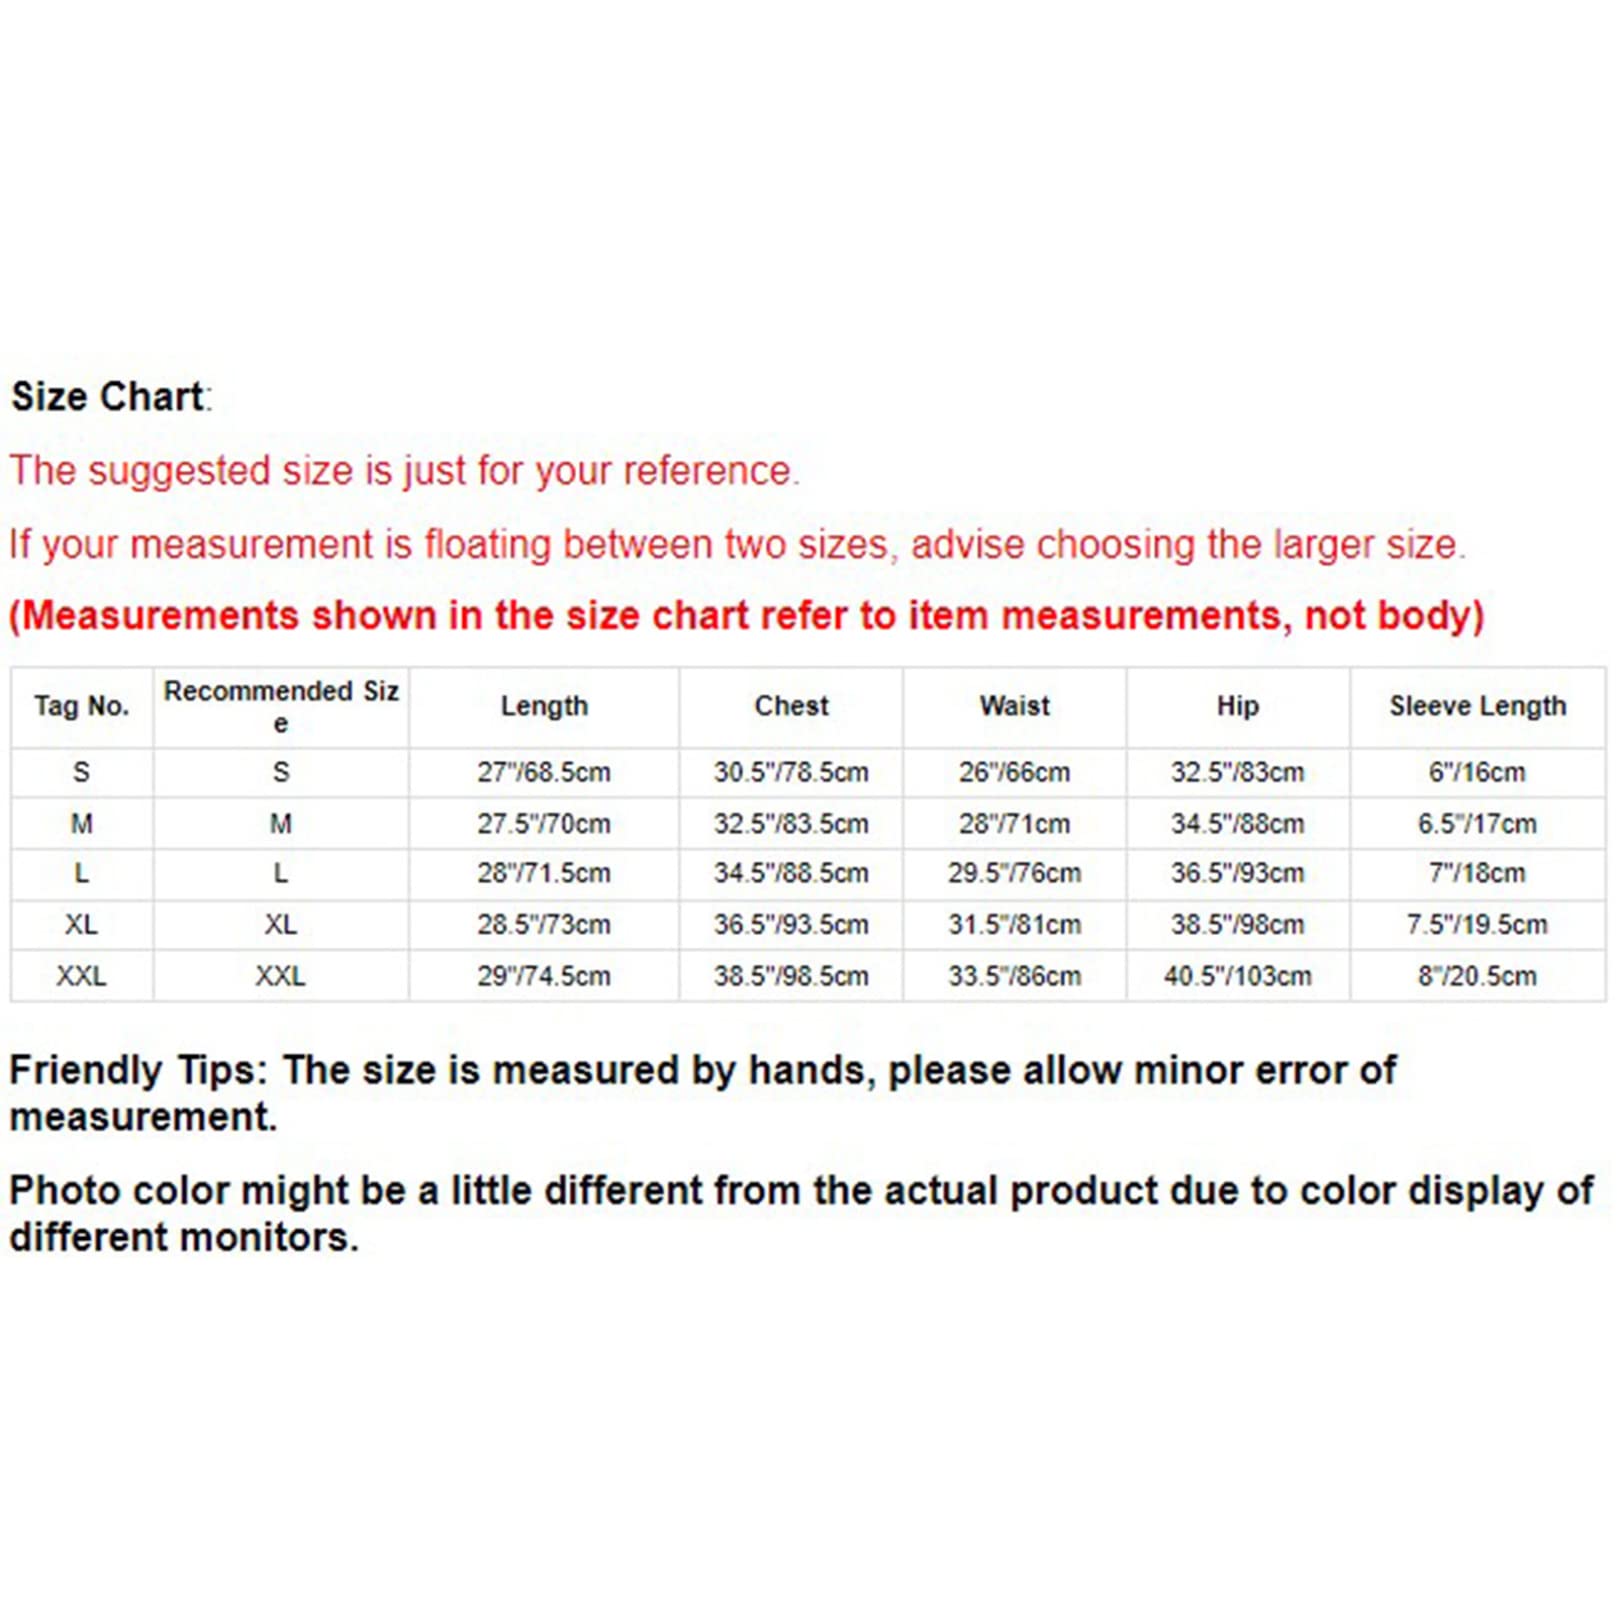 Size Chart:
The suggested size is just for your reference.
If your measurement is floating between two sizes, advise choosing the larger size.
(Measurements shown in the size chart refer to item measurements, not body)
Tag No. Recommended Siz Length Chest Waist Hip Sleeve Length
e
S S 27"/68.5cm 30.5"/78.5cm 26"/66cm 32.5"/83cm 6"/16cm
M M 27.5"/70cm 32.5"/83.5cm 28"/71cm 34.5"/88cm 6.5"/17cm
L L 28"/71.5cm 34.5"/88.5cm 29.5"/76cm 36.5"/93cm 7"/18cm
XL XL 28.5"/73cm 36.5"/93.5cm 31.5"/81cm 38.5"/98cm 7.5"/19.5cm
XXL XXL 29"/74.5cm 38.5"/98.5cm 33.5"/86cm 40.5"/103cm 8"/20.5cm
Friendly Tips: The size is measured by hands, please allow minor error of
measurement.
Photo color might be a little different from the actual product due to color display of
different monitors.